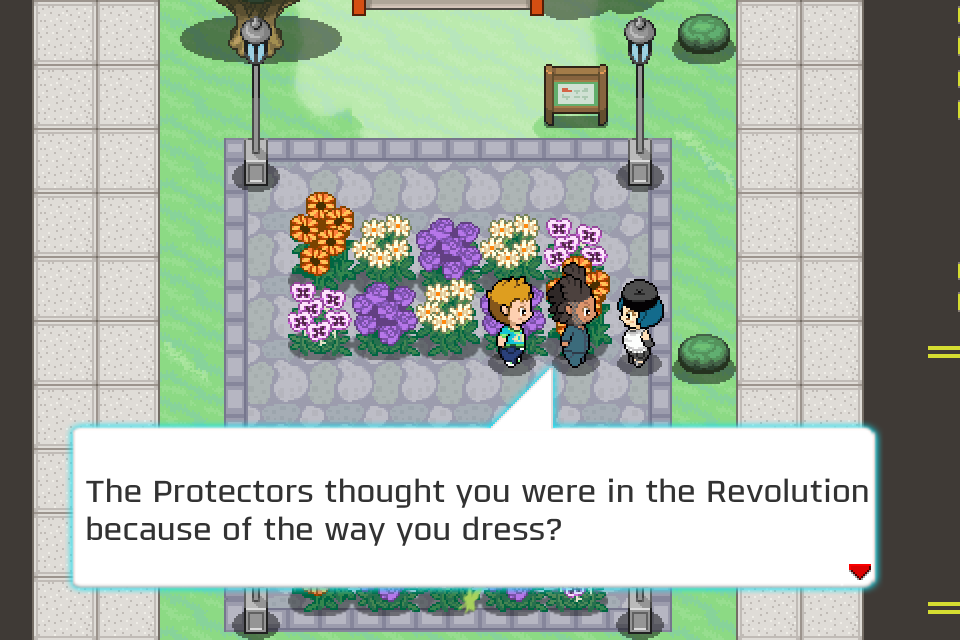 The Protectors thought you were in the Revolution
because of the way you dress?